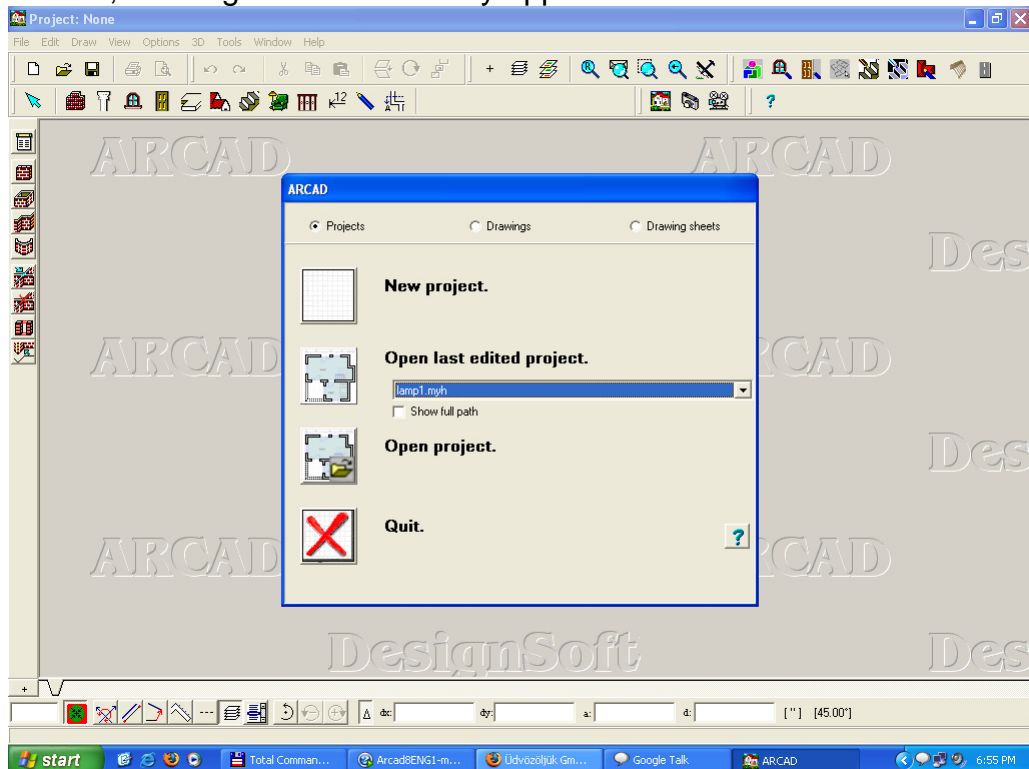 Project: None
File Edit Draw View Options 3D Tools Window Help
ARCAD ARCAD
ARCAD
Projects Drawings Drawing sheets
New project.
Open last edited project.
lamp1.myh
Show full path
Open project.
Quit.
?
Des
ARCAD RCAD
Des
ARCAD RCAD
DesignSoft Des
+
dx: dy: a: d: ["] [45.00°]
start Total Comman... Arcad8ENG1-m... Üdvözöljük Gm... Google Talk ARCAD 6:55 PM